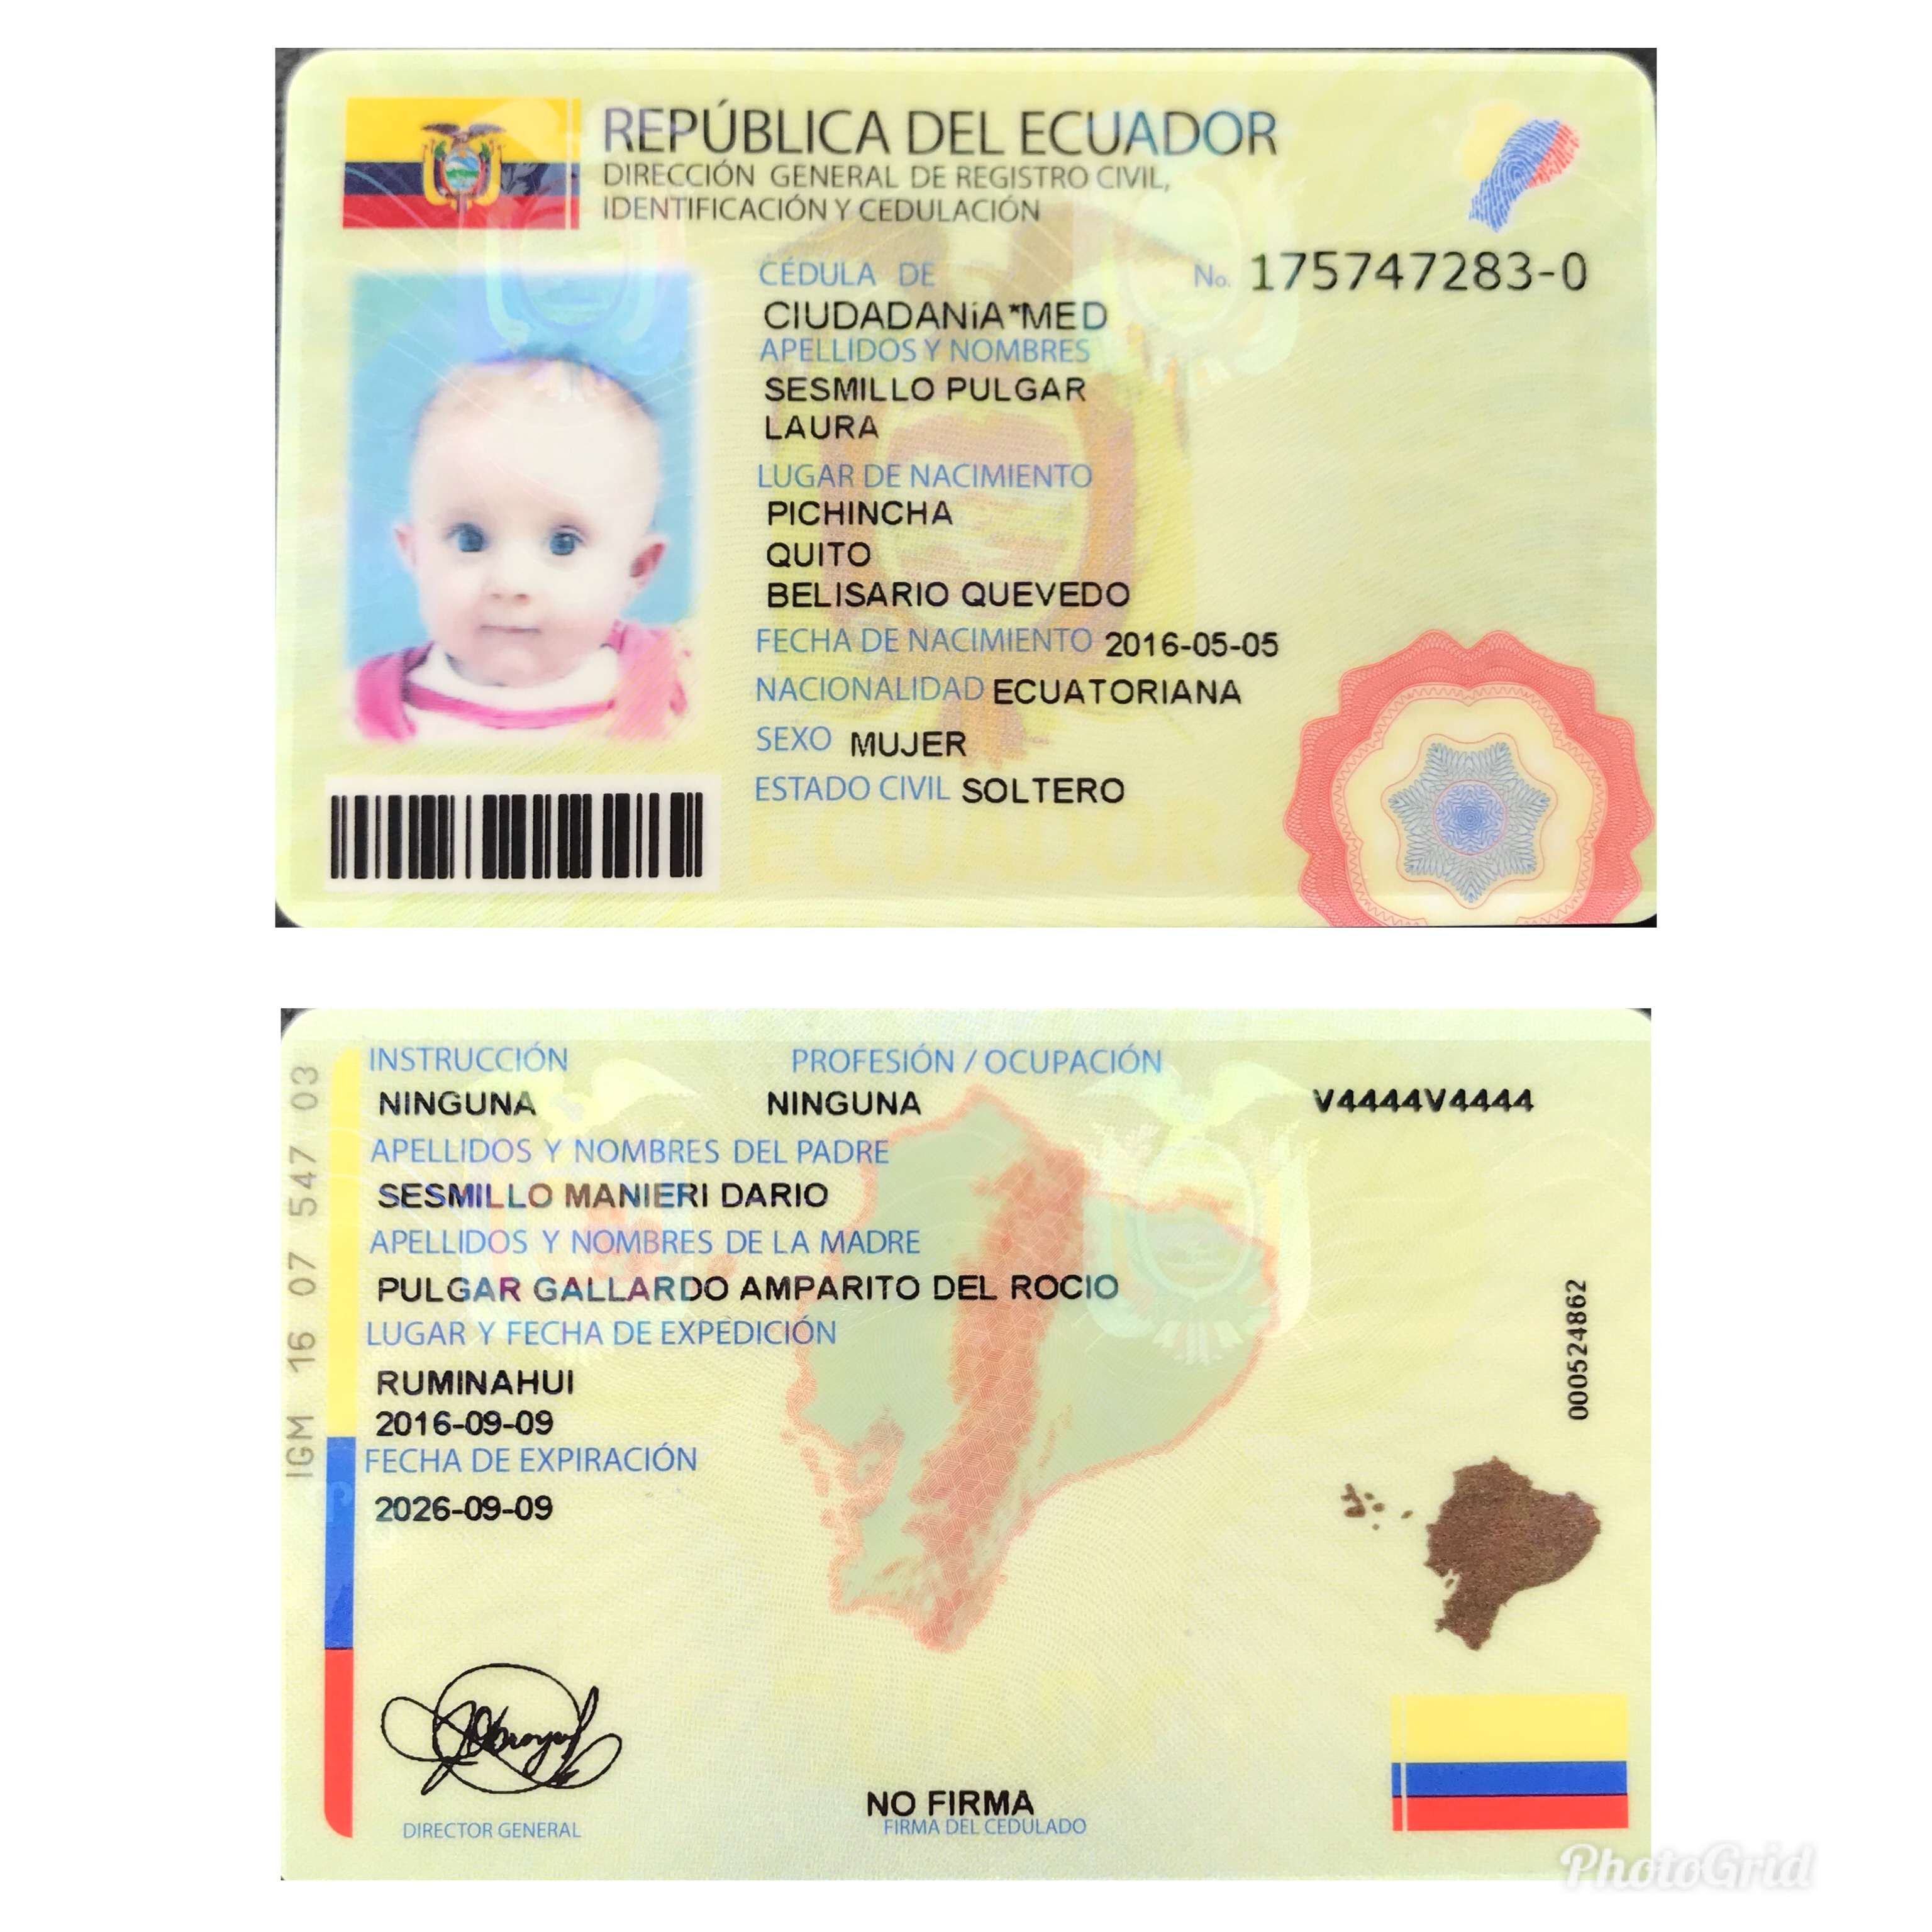 REPÚBLICA DEL ECUADOR
DIRECCIÓN GENERAL DE REGISTRO CIVIL,
IDENTIFICACIÓN Y CEDULACIÓN
CÉDULA DE No. 175747283-0
CIUDADANíA*MED
APELLIDOS Y NOMBRES
SESMILLO PULGAR
LAURA
LUGAR DE NACIMIENTO
PICHINCHA
QUITO
BELISARIO QUEVEDO
FECHA DE NACIMIENTO 2016-05-05
NACIONALIDAD ECUATORIANA
SEXO MUJER
ESTADO CIVIL SOLTERO
ECUADOR
INSTRUCCIÓN PROFESIÓN / OCUPACIÓN
NINGUNA NINGUNA V4444V4444
APELLIDOS Y NOMBRES DEL PADRE
SESMILLO MANIERI DARIO
APELLIDOS Y NOMBRES DE LA MADRE
PULGAR GALLARDO AMPARITO DEL ROCIO
LUGAR Y FECHA DE EXPEDICIÓN
RUMINAHUI
2016-09-09
FECHA DE EXPIRACIÓN
2026-09-09
IGM 16 07 547 03
000524862
DIRECTOR GENERAL
NO FIRMA
FIRMA DEL CEDULADO
PhotoGrid